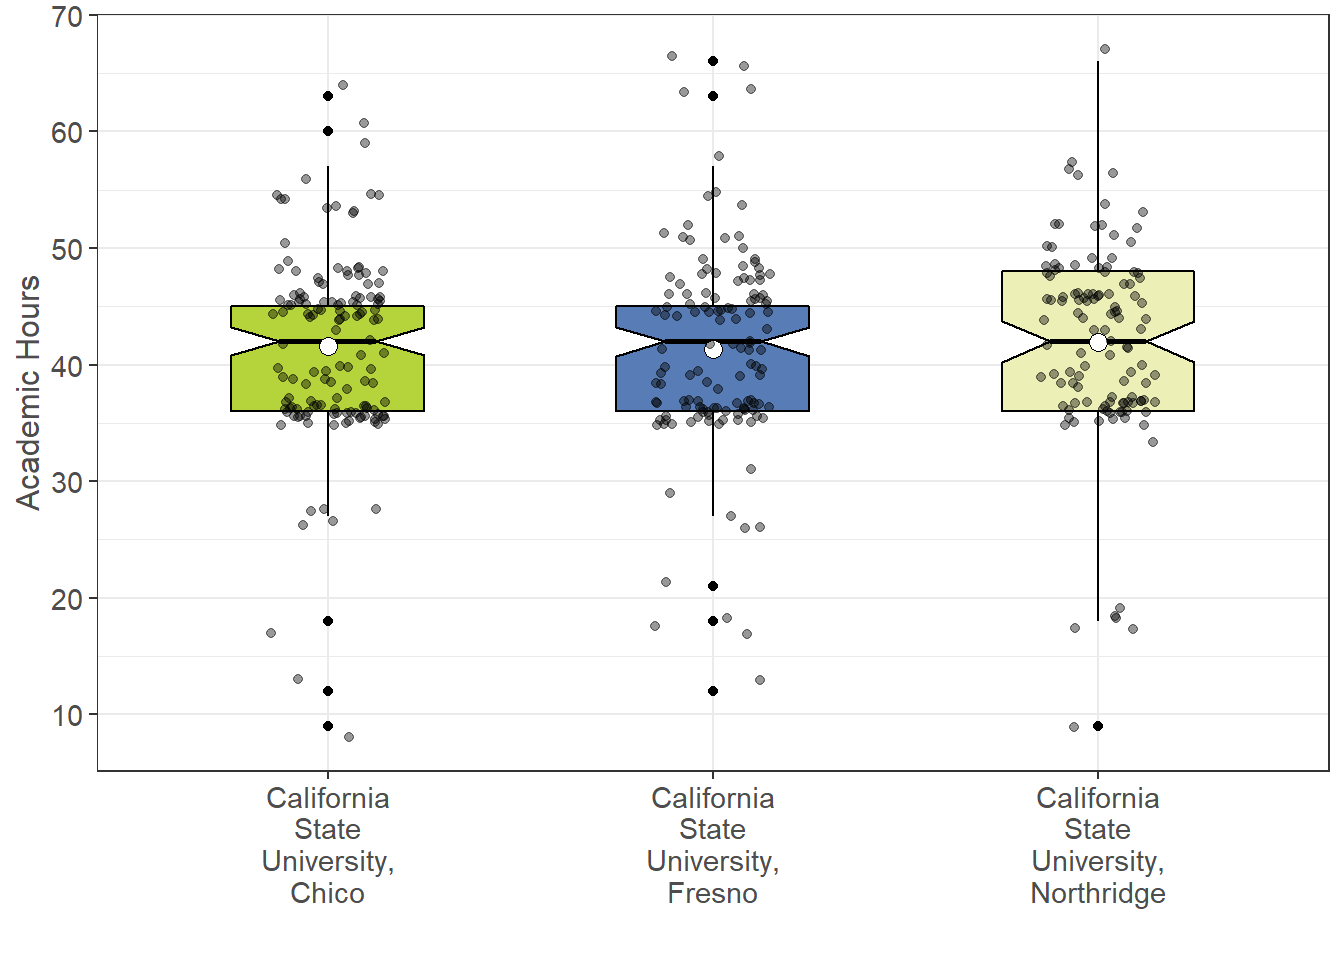 70
60
50
40
30
20
10
Academic Hours
California
State
University,
Chico
California
State
University,
Fresno
California
State
University,
Northridge